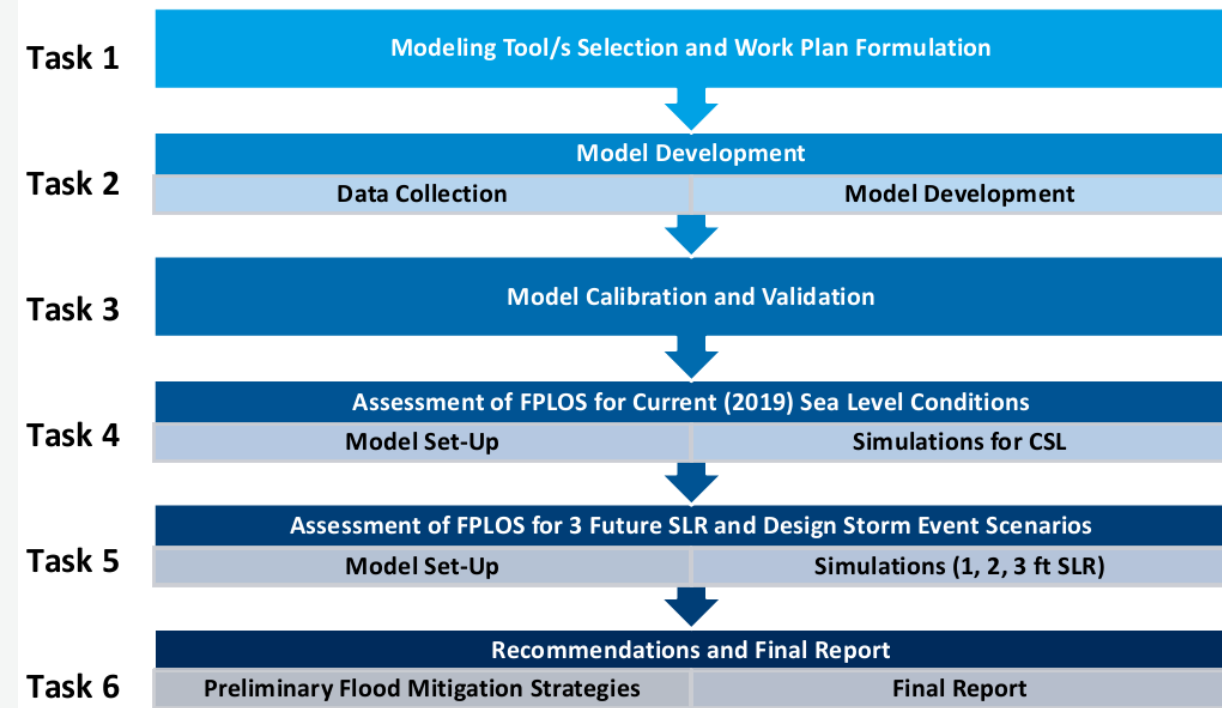 Task 1
Modeling Tool/s Selection and Work Plan Formulation
Task 2
Model Development
Data Collection
Model Development
Task 3
Model Calibration and Validation
Task 4
Assessment of FPLOS for Current (2019) Sea Level Conditions
Model Set-Up
Simulations for CSL
Task 5
Assessment of FPLOS for 3 Future SLR and Design Storm Event Scenarios
Model Set-Up
Simulations (1, 2, 3 ft SLR)
Task 6
Recommendations and Final Report
Preliminary Flood Mitigation Strategies
Final Report